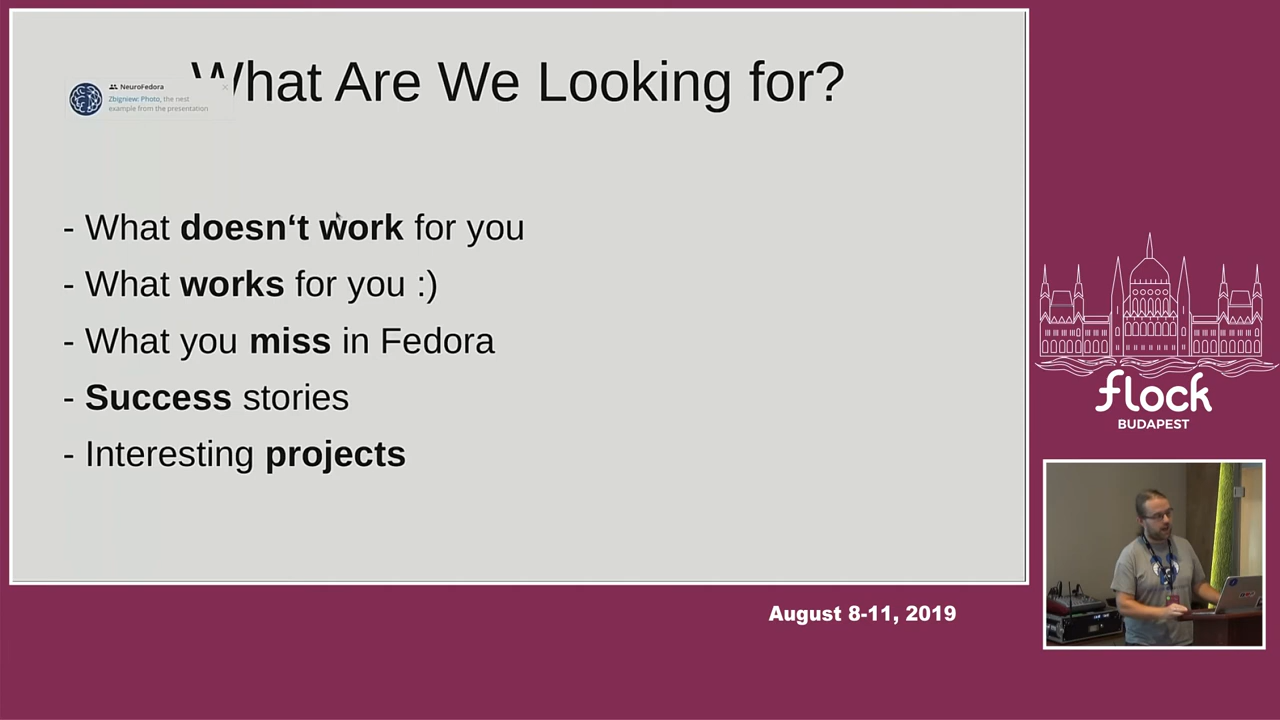 What Are We Looking for?
NeuroFedora
Zbigniew: Photo, the nest
example from the presentation
- What doesn‘t work for you
- What works for you :)
- What you miss in Fedora
- Success stories
- Interesting projects
flock
BUDAPEST
August 8-11, 2019